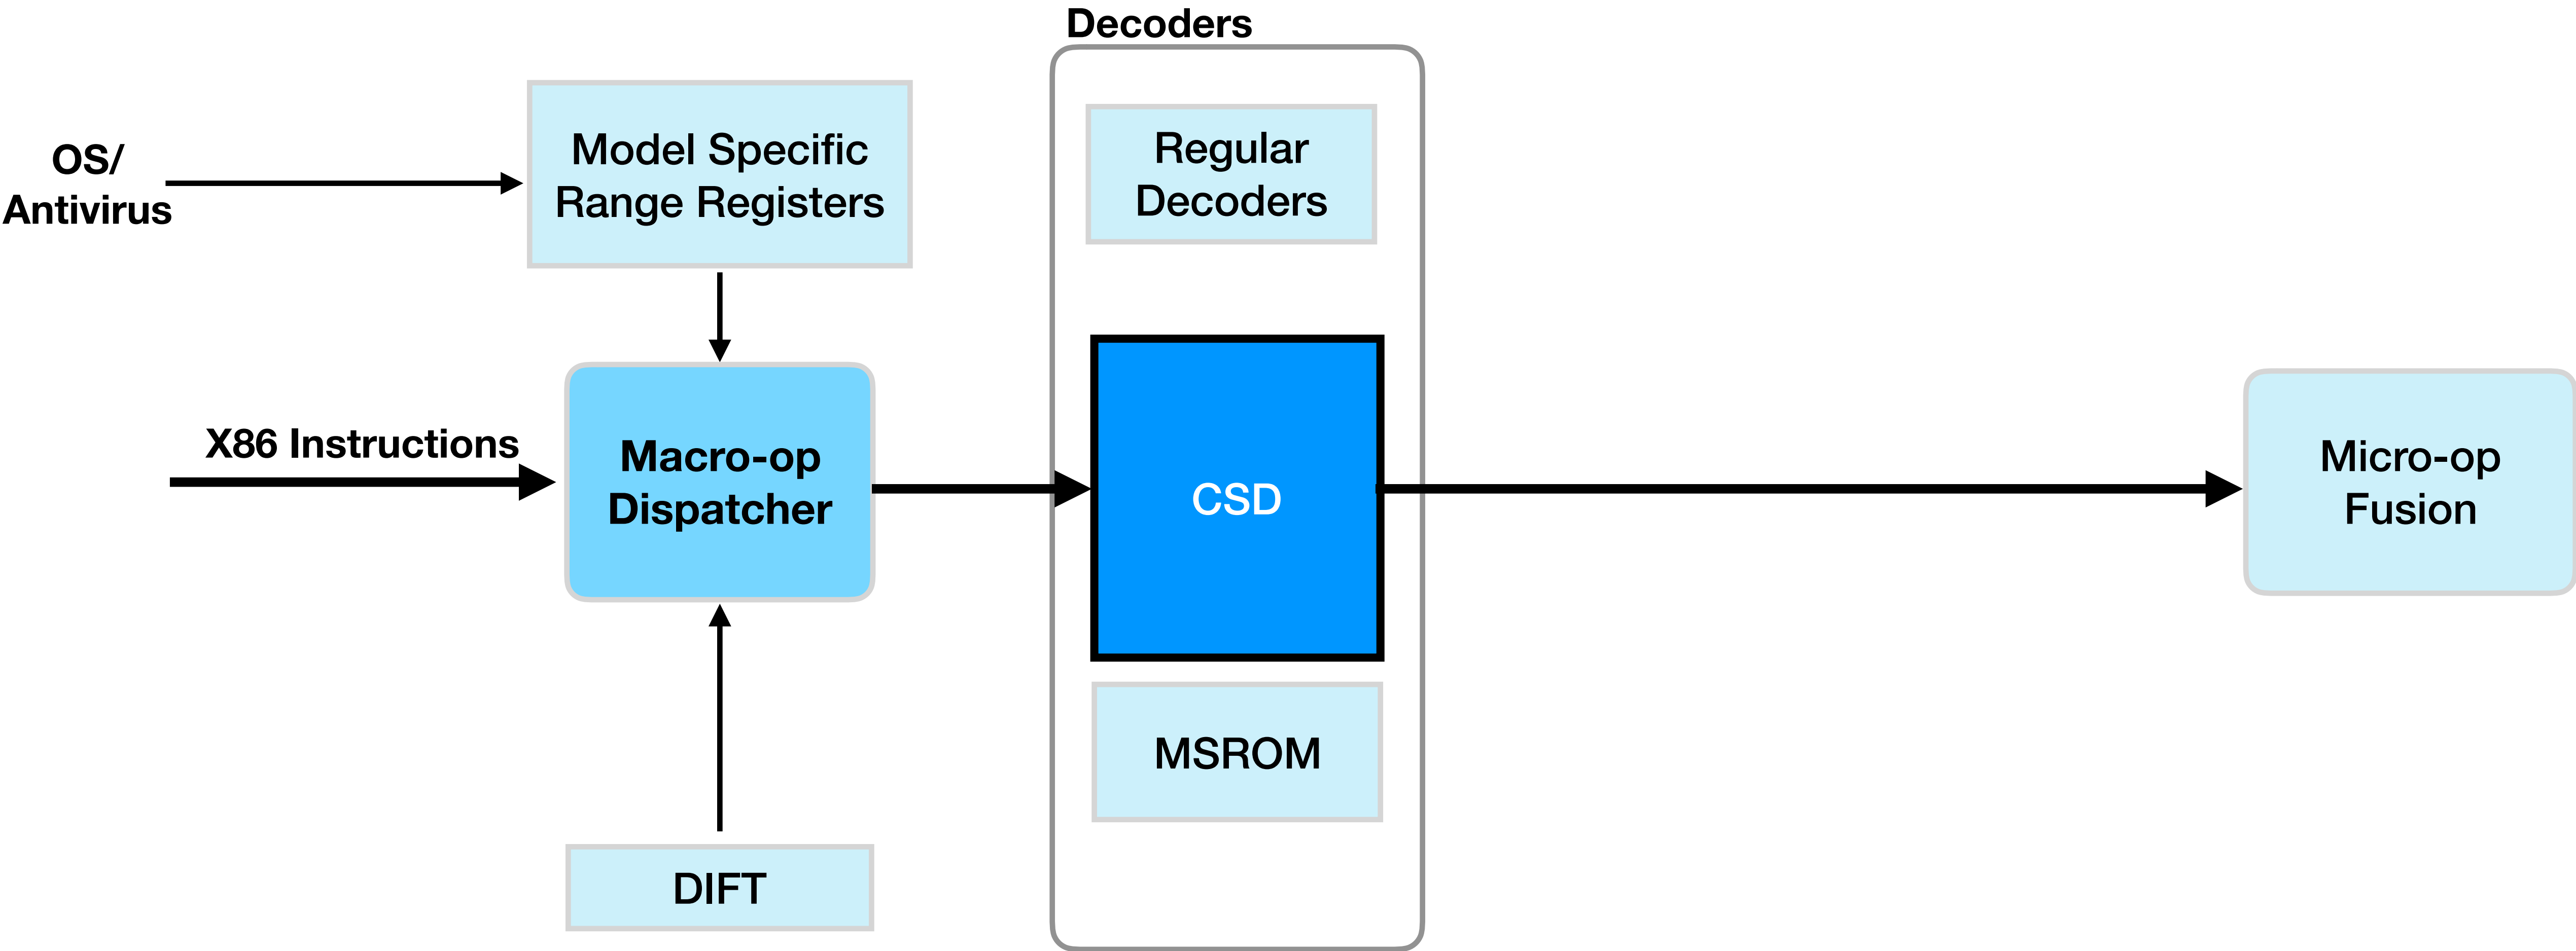 Decoders
OS/
Antivirus
Model Specific
Range Registers
Regular
Decoders
X86 Instructions
Macro-op
Dispatcher
CSD
Micro-op
Fusion
MSROM
DIFT